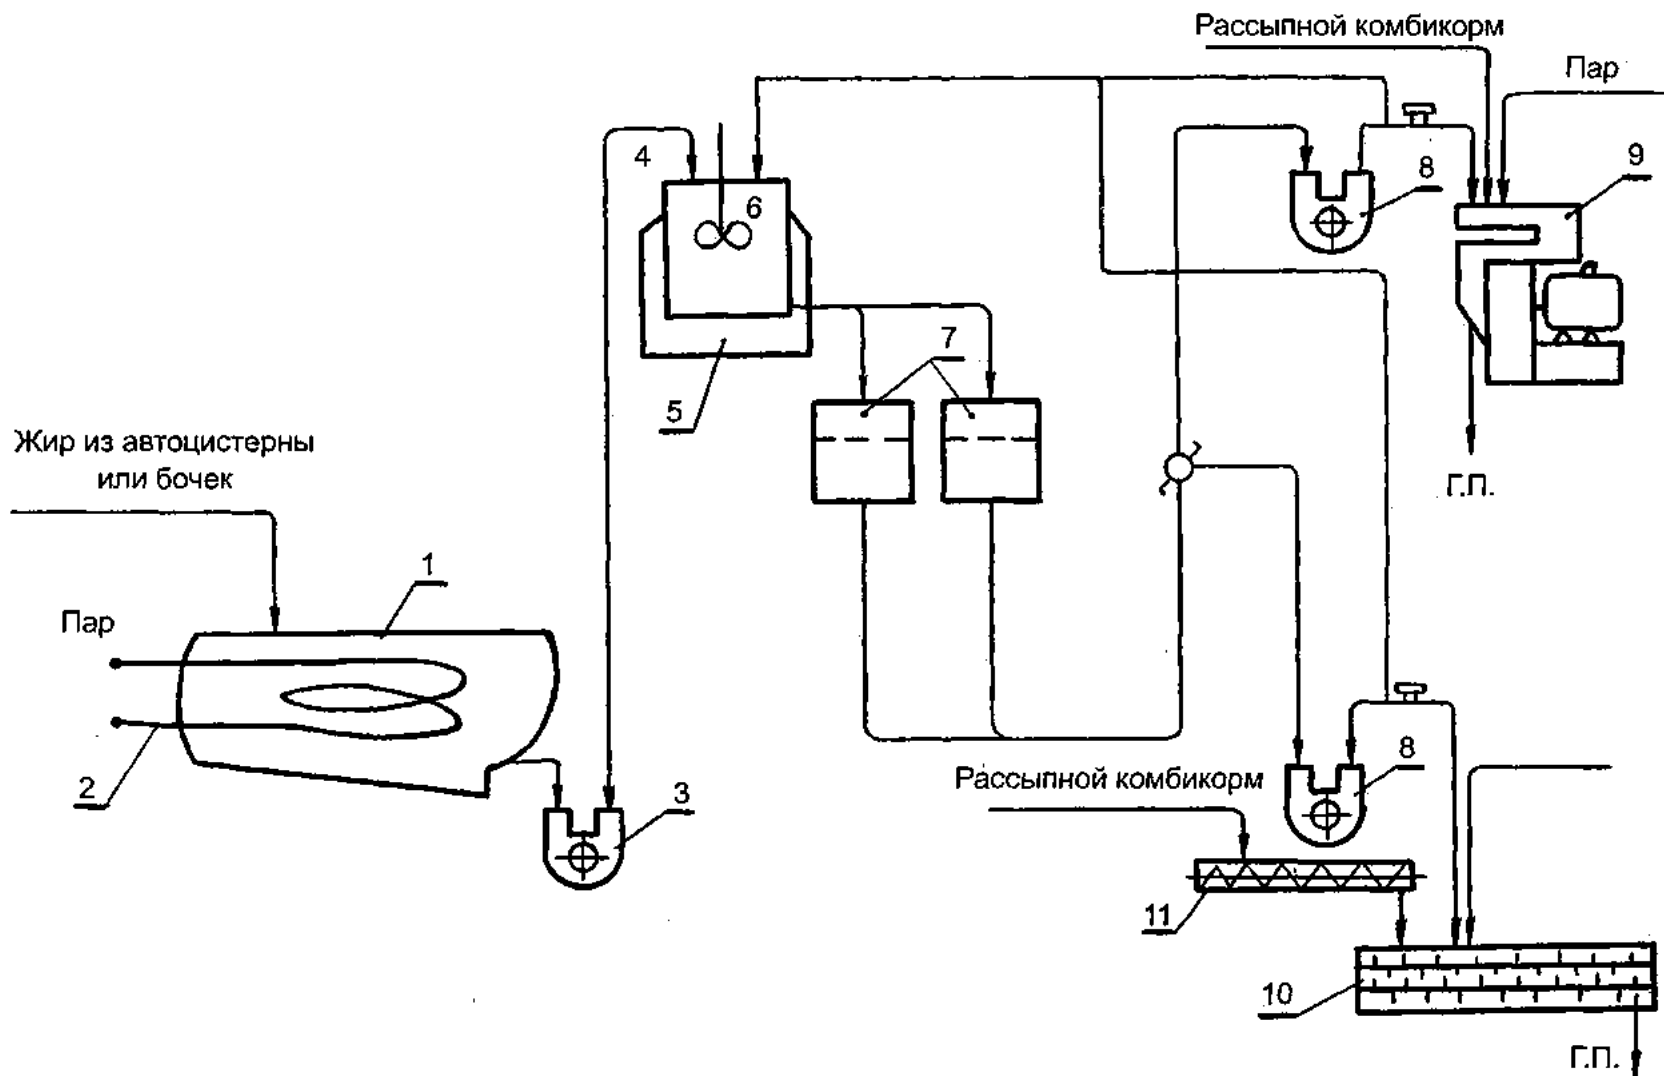 Рассыпной комбикорм
Пар
4
6
8
9
7
5
Жир из автоцистерны
или бочек
Г.П.
1
Пар
2
3
Рассыпной комбикорм
8
11
10
Г.П.